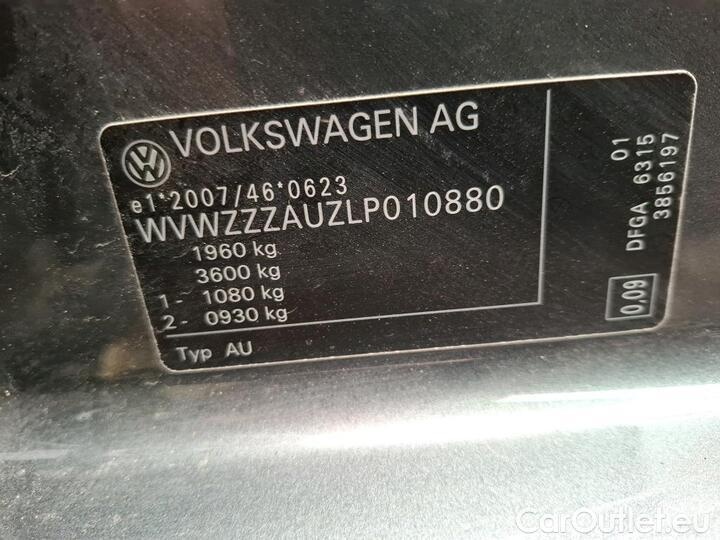 VOLKSWAGEN AG
e1*2007/46*0623
WVWZZZAUZLP010880
1960 kg
3600 kg
1 - 1080 kg
2 - 0930 kg
Typ AU
01
DFGA 6315
3856197
0,09
CarOutlet.eu